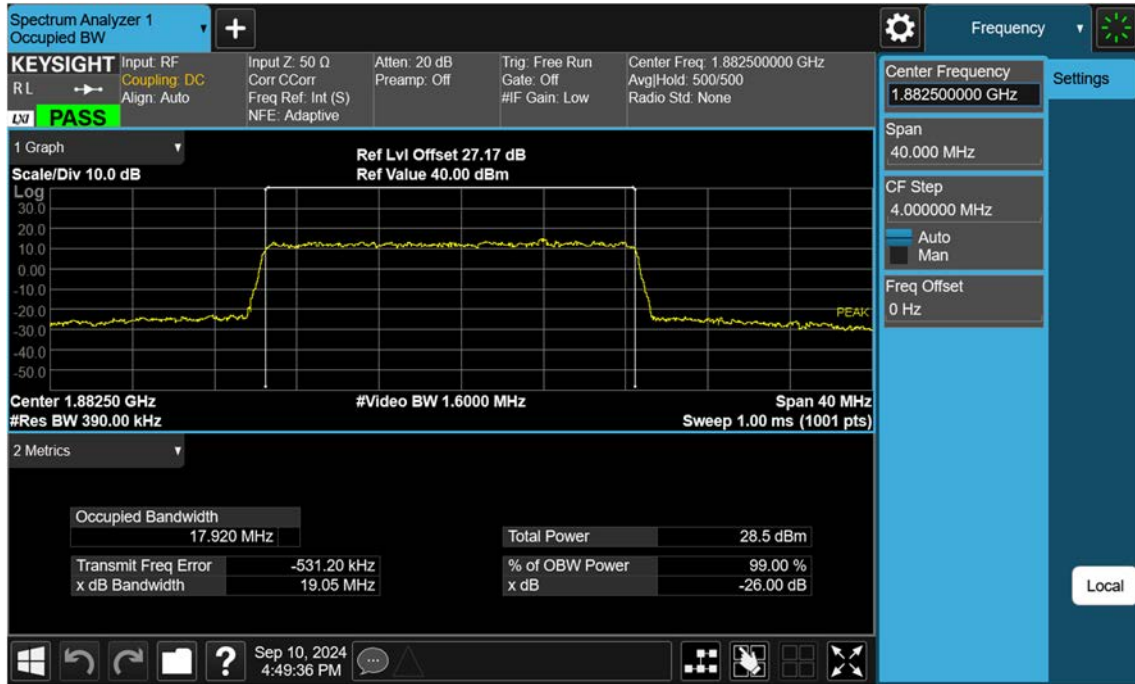 Spectrum Analyzer 1
Occupied BW
Frequency
KEYSIGHT
R L
LXI PASS
Input: RF
Coupling: DC
Align: Auto
Input Z: 50 Ω
Corr CCorr
Freq Ref: Int (S)
NFE: Adaptive
Atten: 20 dB
Preamp: Off
Trig: Free Run
Gate: Off
#IF Gain: Low
Center Freq: 1.882500000 GHz
Avg|Hold: 500/500
Radio Std: None
Center Frequency
1.882500000 GHz
Settings
Span
40.000 MHz
CF Step
4.000000 MHz
Auto
Man
Freq Offset
0 Hz
Local
1 Graph
Scale/Div 10.0 dB
Ref Lvl Offset 27.17 dB
Ref Value 40.00 dBm
Log
30.0
20.0
10.0
0.00
-10.0
-20.0
-30.0
-40.0
-50.0
PEAK
Center 1.88250 GHz
#Video BW 1.6000 MHz
Span 40 MHz
#Res BW 390.00 kHz
Sweep 1.00 ms (1001 pts)
2 Metrics
Occupied Bandwidth
17.920 MHz
Total Power 28.5 dBm
Transmit Freq Error -531.20 kHz
% of OBW Power 99.00 %
x dB Bandwidth 19.05 MHz
x dB -26.00 dB
?
Sep 10, 2024
4:49:36 PM